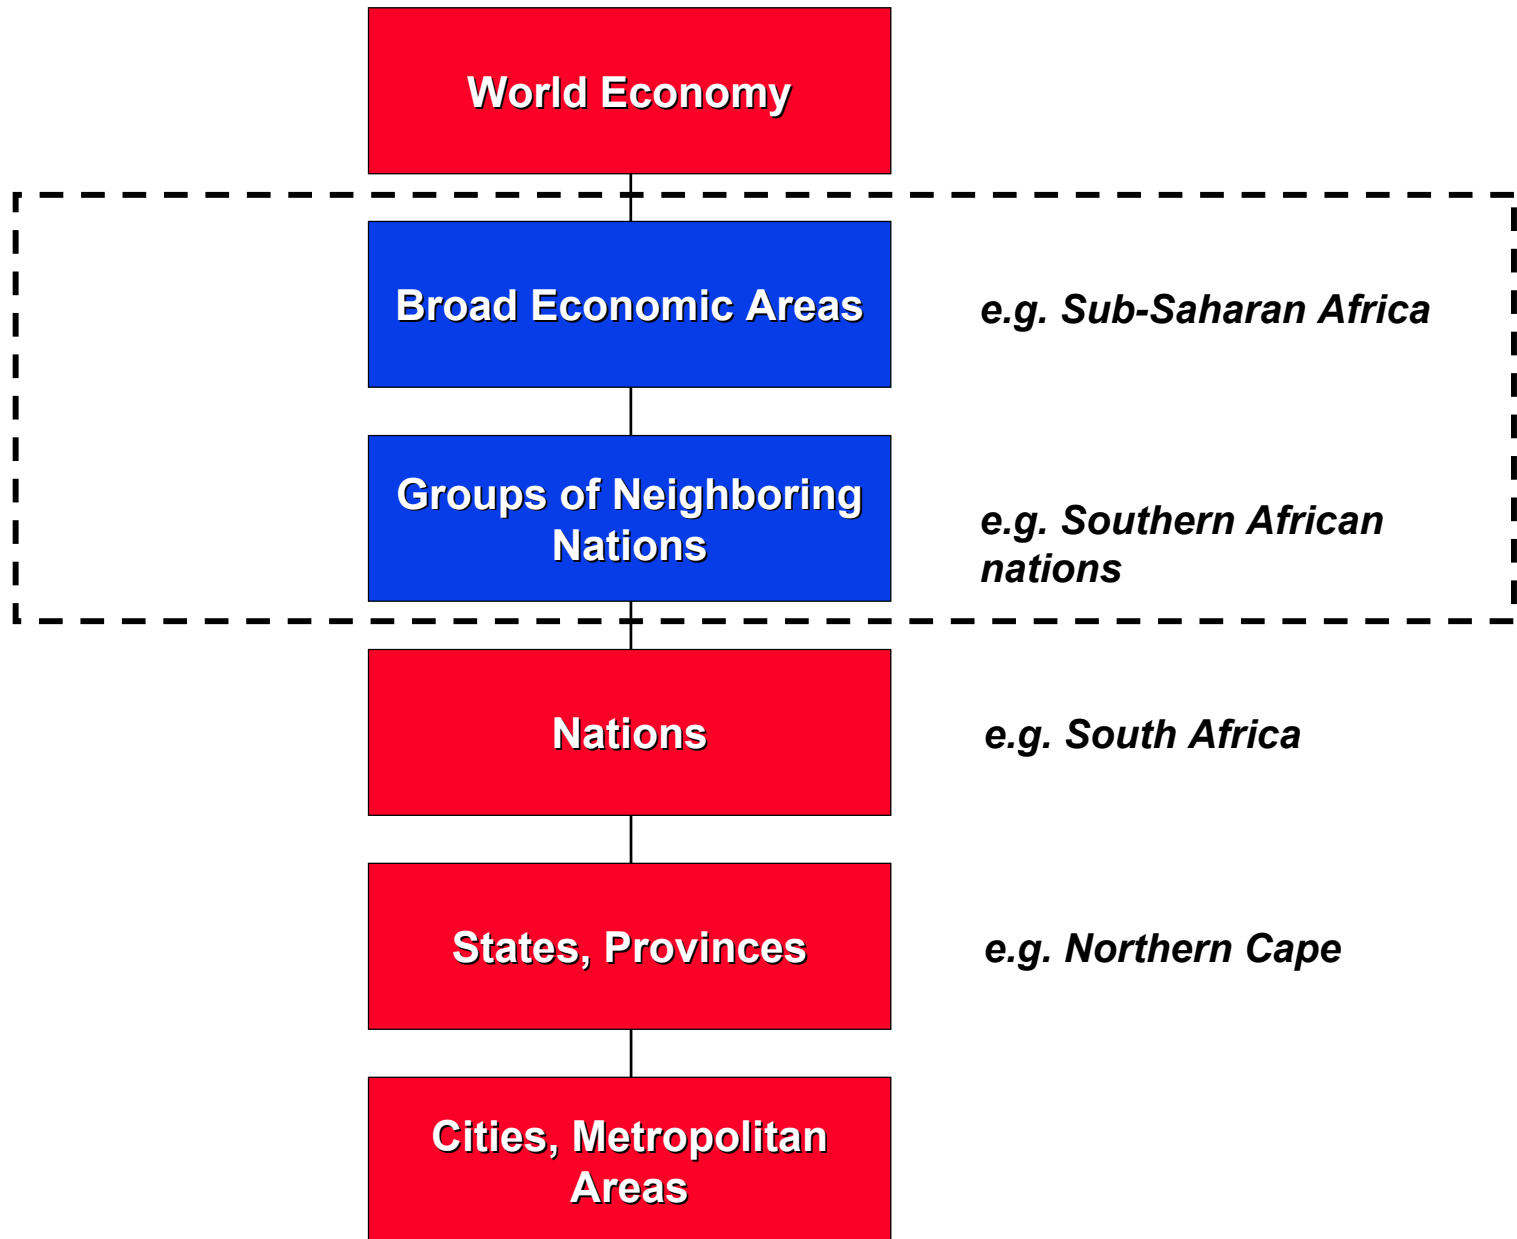 World Economy
Broad Economic Areas
e.g. Sub-Saharan Africa
Groups of Neighboring
Nations
e.g. Southern African
nations
Nations
e.g. South Africa
States, Provinces
e.g. Northern Cape
Cities, Metropolitan
Areas